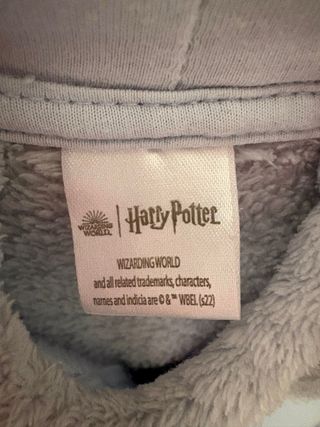 WIZARDING
WORLD
Harry Potter
WIZARDING WORLD
and all related trademarks, characters,
names and indicia are © & ™ WBEI. (s22)